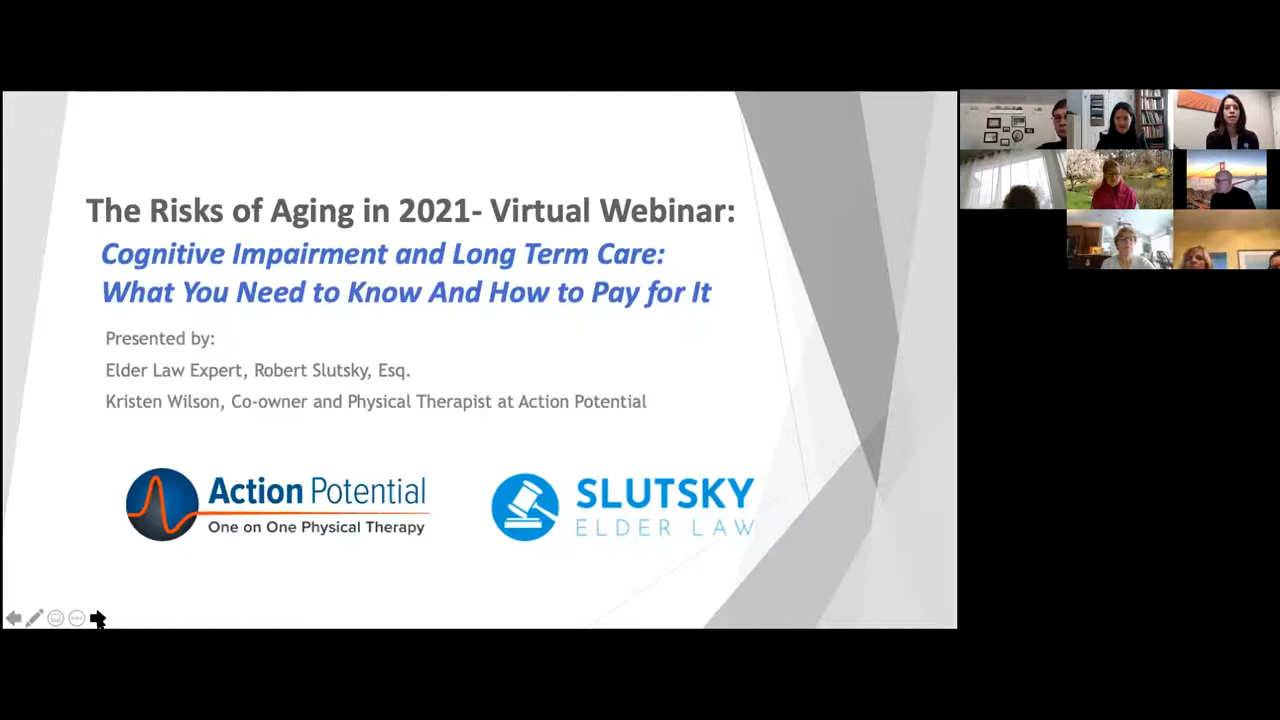 The Risks of Aging in 2021- Virtual Webinar:
Cognitive Impairment and Long Term Care:
What You Need to Know And How to Pay for It
Presented by:
Elder Law Expert, Robert Slutsky, Esq.
Kristen Wilson, Co-owner and Physical Therapist at Action Potential
Action Potential
One on One Physical Therapy
SLUTSKY
ELDER LAW